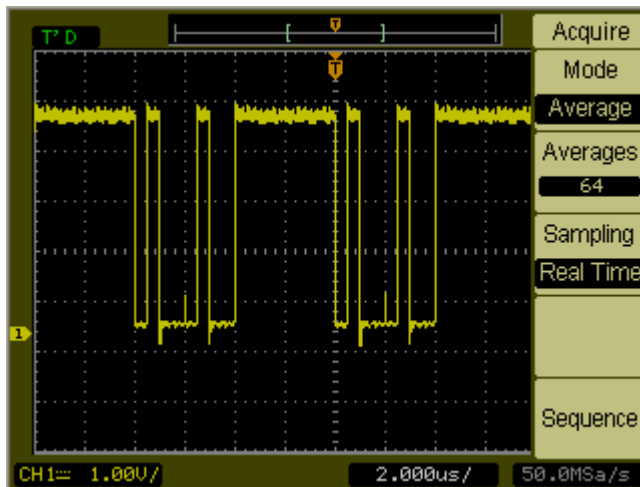 T'D
T
T
Acquire
Mode
Average
Averages
64
Sampling
Real Time
Sequence
1
CH1⎓ 1.00V/
2.000us/
50.0MSa/s